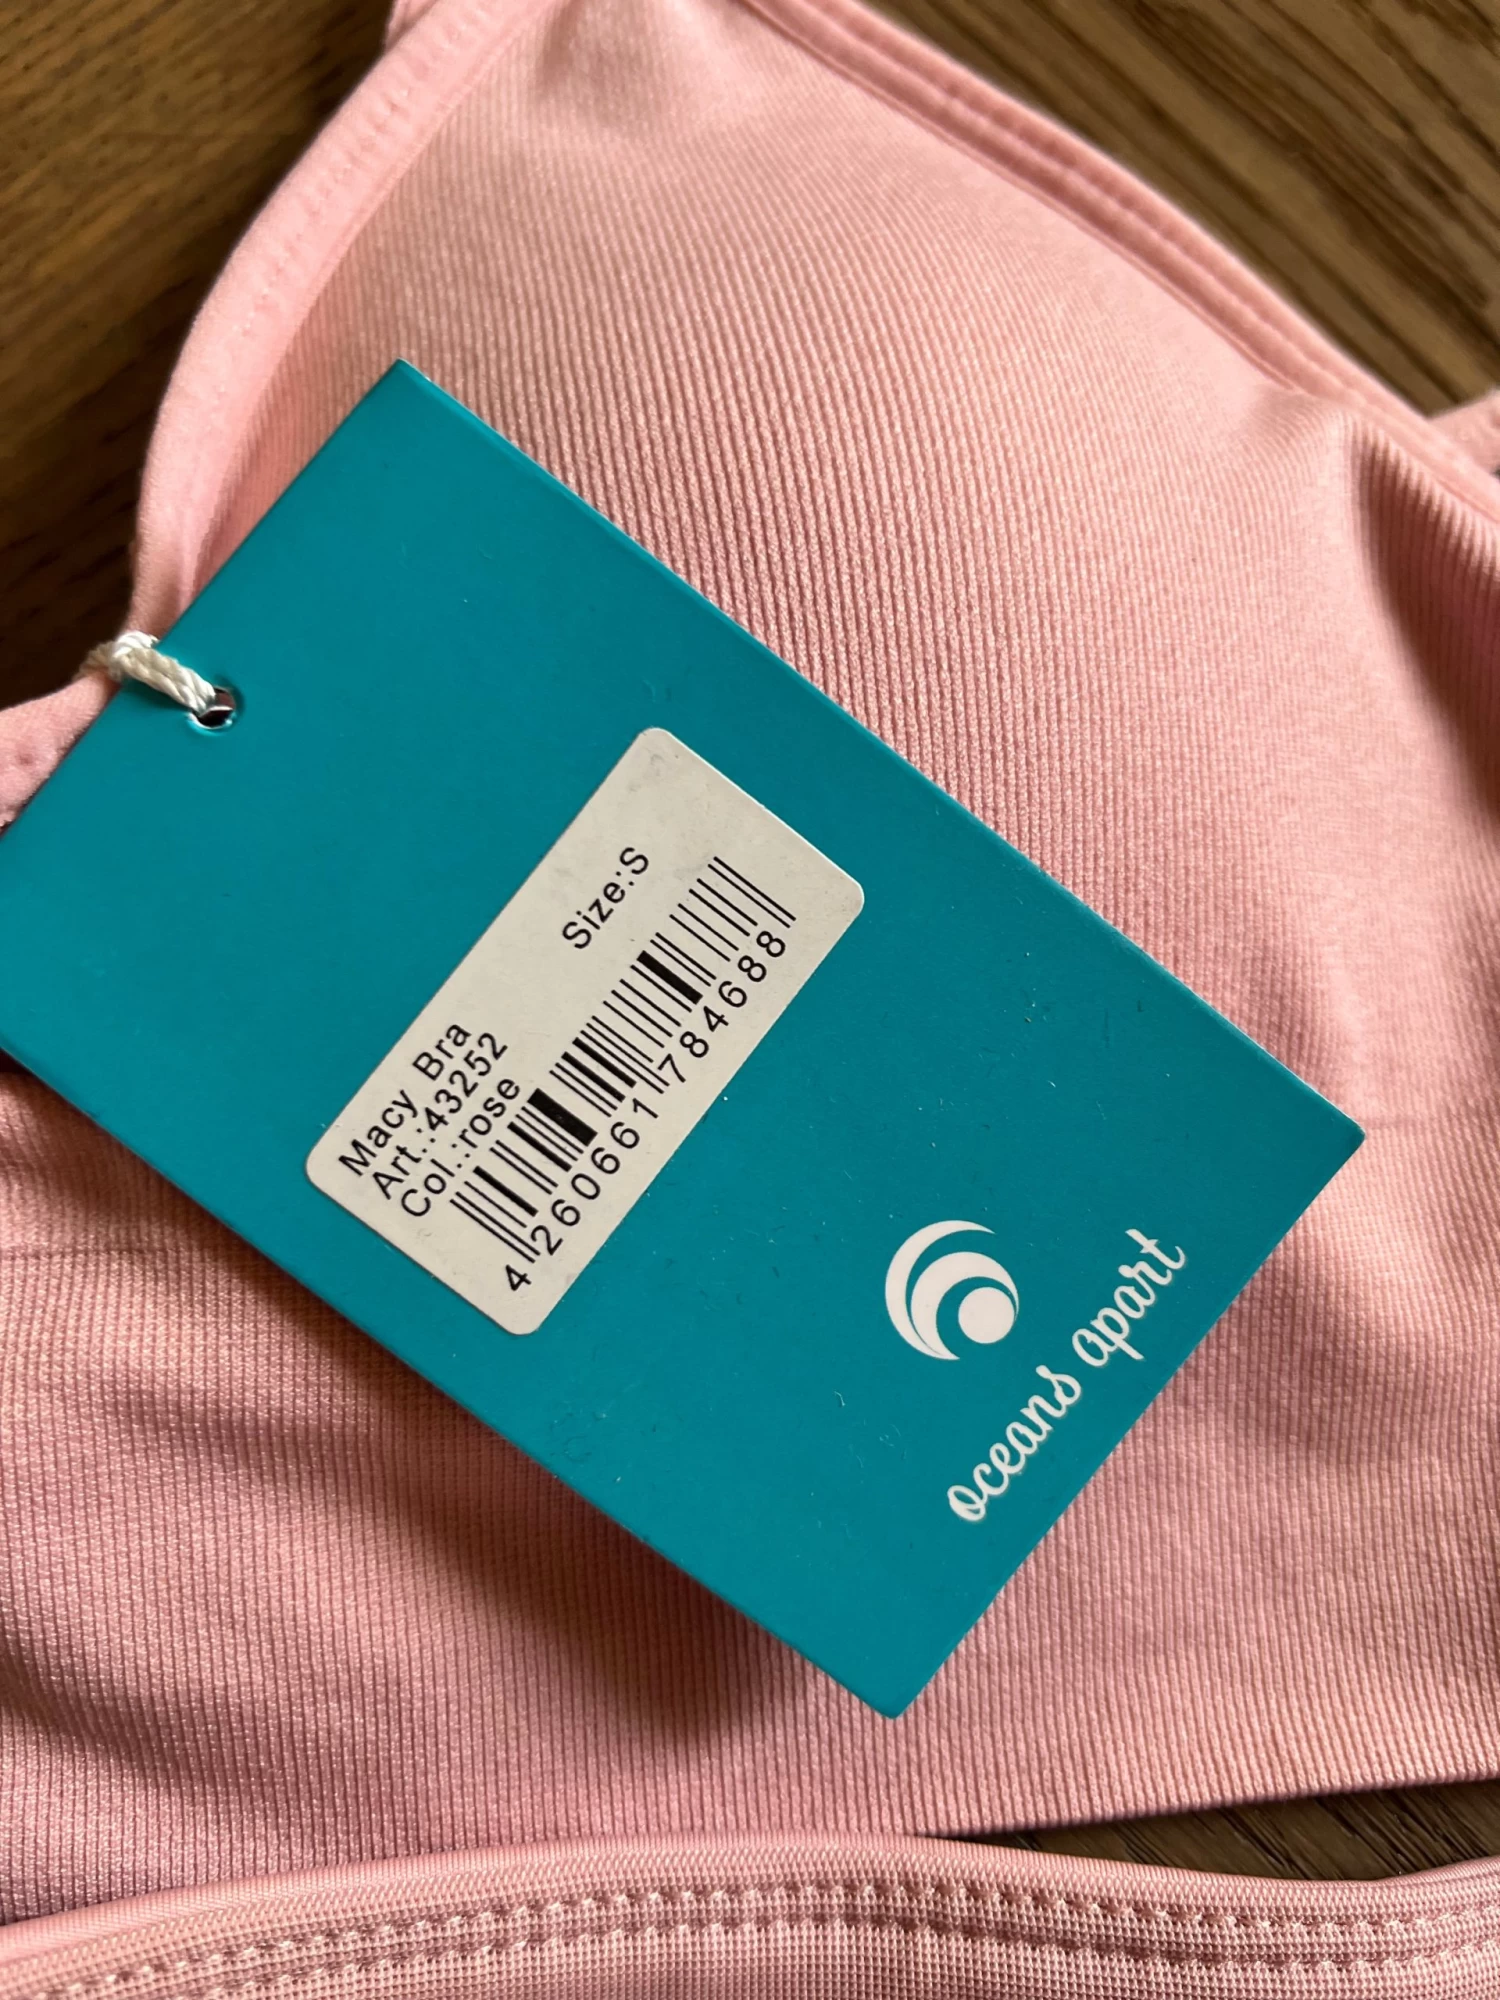 Size:S
Macy Bra
Art.:43252
Col.:rose
4 260661 784688
oceans apart